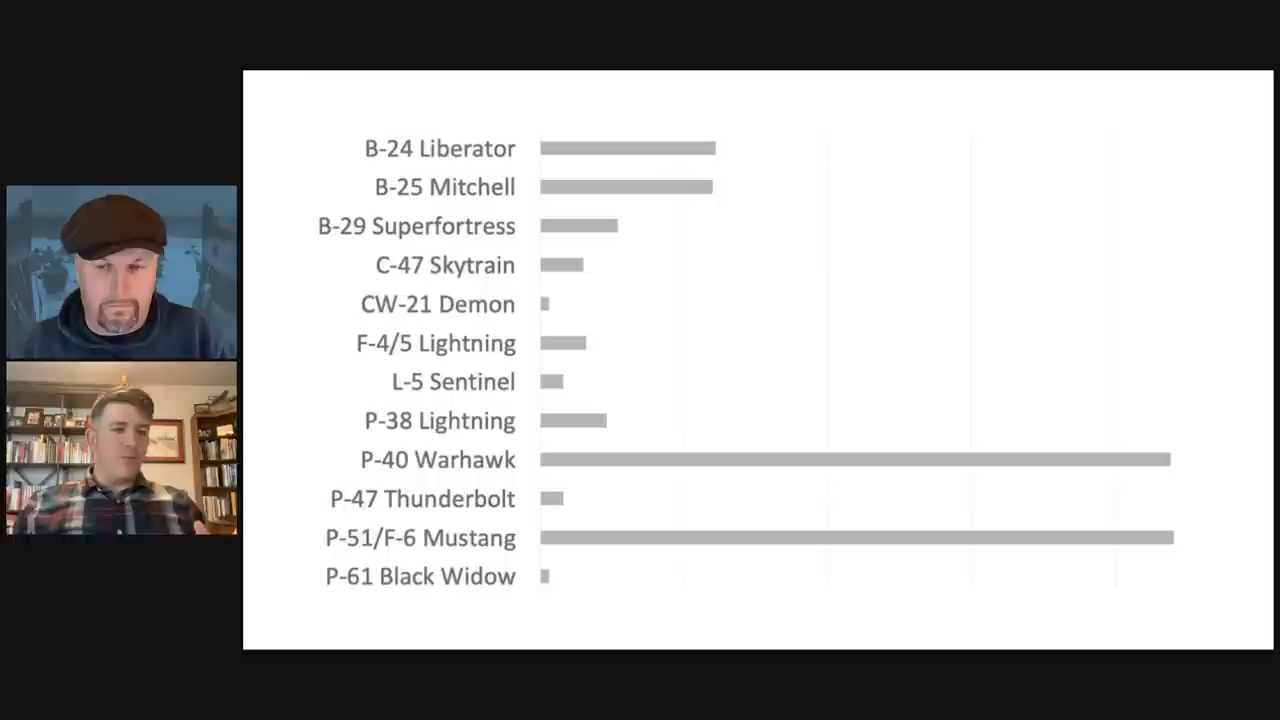 B-24 Liberator
B-25 Mitchell
B-29 Superfortress
C-47 Skytrain
CW-21 Demon
F-4/5 Lightning
L-5 Sentinel
P-38 Lightning
P-40 Warhawk
P-47 Thunderbolt
P-51/F-6 Mustang
P-61 Black Widow